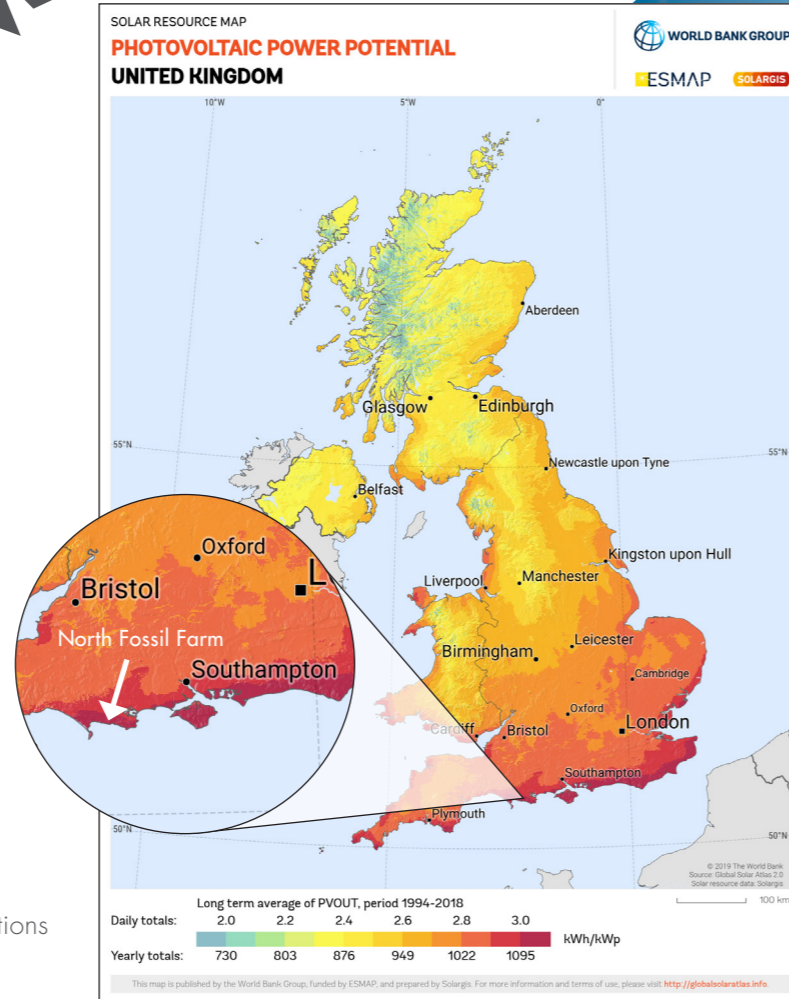 SOLAR RESOURCE MAP
PHOTOVOLTAIC POWER POTENTIAL
UNITED KINGDOM
WORLD BANK GROUP
ESMAP
SOLARGIS
10°W
5°W
0°
Aberdeen
Glasgow
Edinburgh
55°N
55°N
Newcastle upon Tyne
Belfast
Kingston upon Hull
Liverpool
Manchester
Leicester
Birmingham
Cambridge
Oxford
London
Cardiff
Bristol
Southampton
Plymouth
50°N
50°N
Oxford
L
Bristol
North Fossil Farm
Southampton
© 2019 The World Bank
Source: Global Solar Atlas 2.0
Solar resource data: Solargis
100 km
Long term average of PVOUT, period 1994-2018
Daily totals: 2.0 2.2 2.4 2.6 2.8 3.0
kWh/kWp
Yearly totals: 730 803 876 949 1022 1095
This map is published by the World Bank Group, funded by ESMAP, and prepared by Solargis. For more information and terms of use, please visit http://globalsolaratlas.info.